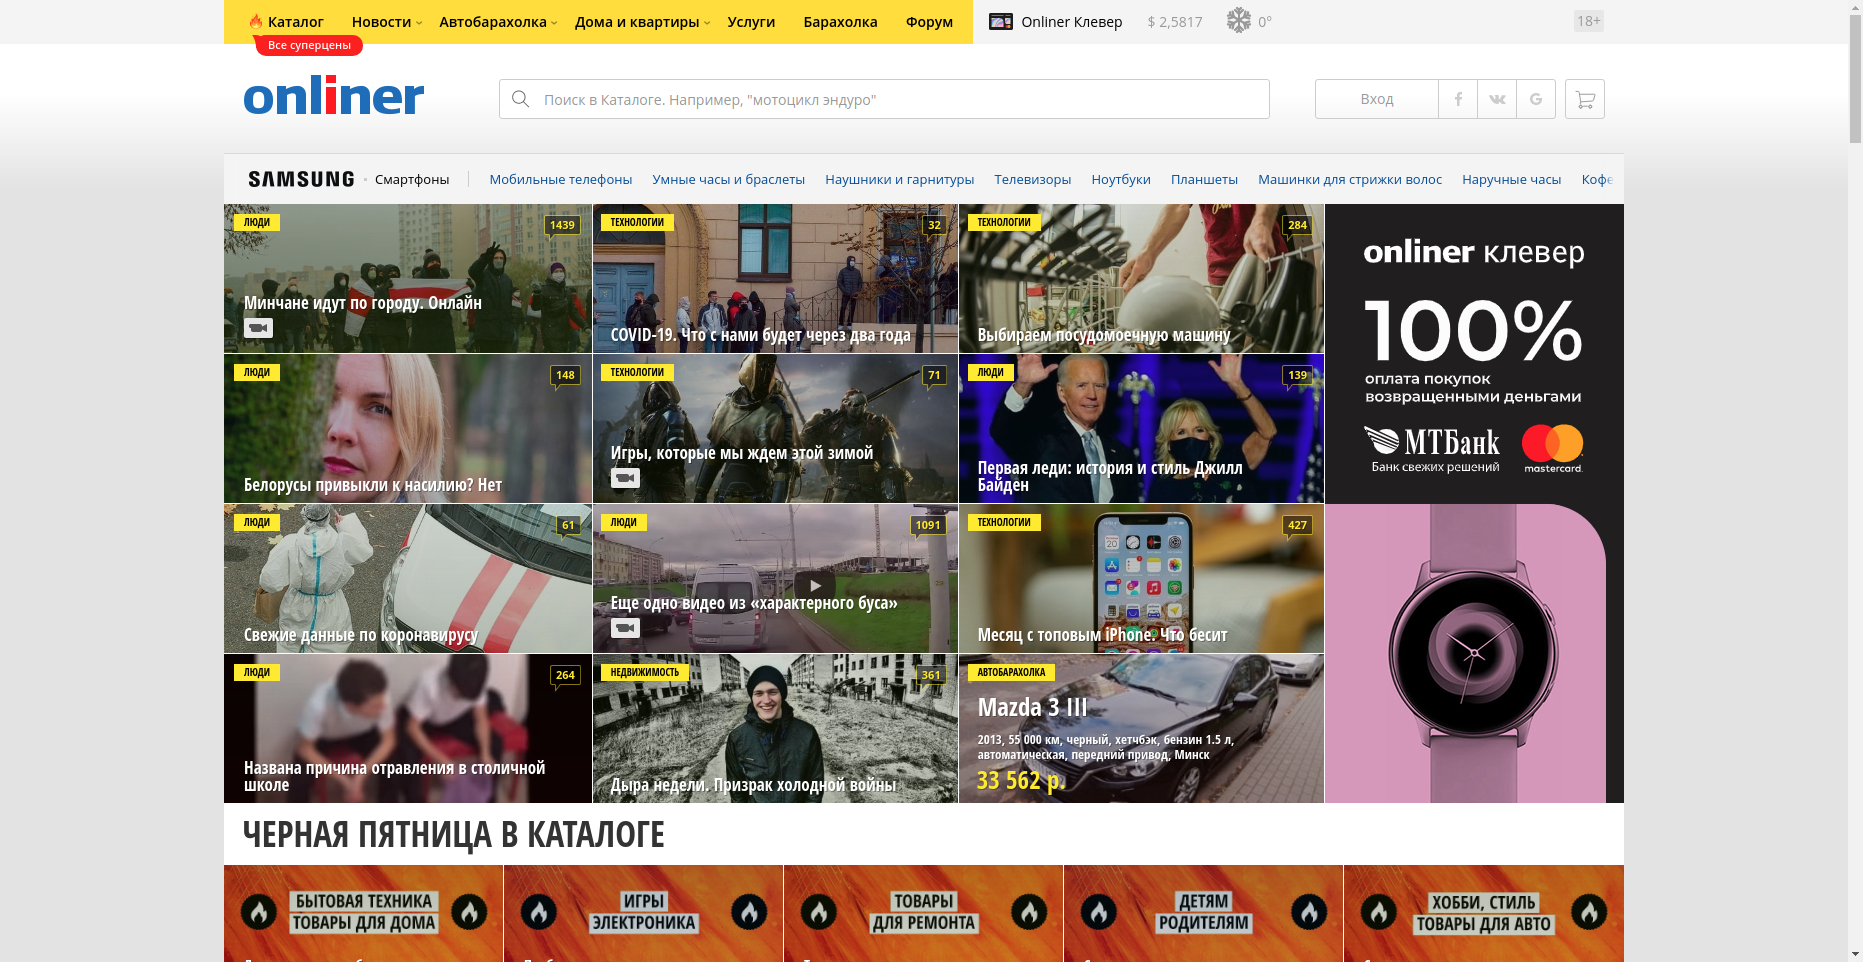 Каталог Новости Автобарахолка Дома и квартиры Услуги Барахолка Форум Onliner Клевер $ 2,5817 0° 18+
Все суперцены
onliner
Поиск в Каталоге. Например, "мотоцикл эндуро"
Вход
SAMSUNG Смартфоны Мобильные телефоны Умные часы и браслеты Наушники и гарнитуры Телевизоры Ноутбуки Планшеты Машинки для стрижки волос Наручные часы Кофе
ЛЮДИ
1439
Минчане идут по городу. Онлайн
ТЕХНОЛОГИИ
32
COVID-19. Что с нами будет через два года
ТЕХНОЛОГИИ
284
Выбираем посудомоечную машину
onliner клевер
100%
оплата покупок
возвращенными деньгами
МТБанк
Банк свежих решений
mastercard.
ЛЮДИ
148
Белорусы привыкли к насилию? Нет
ТЕХНОЛОГИИ
71
Игры, которые мы ждем этой зимой
ЛЮДИ
139
Первая леди: история и стиль Джилл
Байден
ЛЮДИ
61
Свежие данные по коронавирусу
ЛЮДИ
1091
Еще одно видео из «характерного буса»
ТЕХНОЛОГИИ
427
Месяц с топовым iPhone. Что бесит
ЛЮДИ
264
Названа причина отравления в столичной
школе
НЕДВИЖИМОСТЬ
361
Дыра недели. Призрак холодной войны
АВТОБАРАХОЛКА
Mazda 3 III
2013, 55 000 км, черный, хетчбэк, бензин 1.5 л,
автоматическая, передний привод, Минск
33 562 р.
ЧЕРНАЯ ПЯТНИЦА В КАТАЛОГЕ
БЫТОВАЯ ТЕХНИКА
ТОВАРЫ ДЛЯ ДОМА
ИГРЫ
ЭЛЕКТРОНИКА
ТОВАРЫ
ДЛЯ РЕМОНТА
ДЕТЯМ
РОДИТЕЛЯМ
ХОББИ, СТИЛЬ
ТОВАРЫ ДЛЯ АВТО